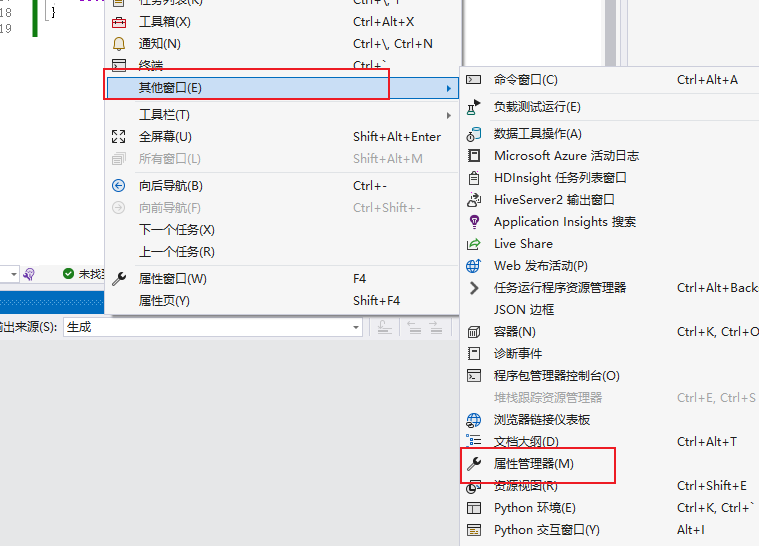 18
}
19
任务列表(K)
Ctrl+\, T
工具箱(X)
Ctrl+Alt+X
通知(N)
Ctrl+\, Ctrl+N
终端
Ctrl+`
其他窗口(E)
工具栏(T)
全屏幕(U)
Shift+Alt+Enter
所有窗口(L)
Shift+Alt+M
向后导航(B)
Ctrl+-
向前导航(F)
Ctrl+Shift+-
下一个任务(X)
上一个任务(R)
属性窗口(W)
F4
属性页(Y)
Shift+F4
未找到
输出来源(S):
生成
命令窗口(C)
Ctrl+Alt+A
负载测试运行(E)
数据工具操作(A)
Microsoft Azure 活动日志
HDInsight 任务列表窗口
HiveServer2 输出窗口
Application Insights 搜索
Live Share
Web 发布活动(P)
任务运行程序资源管理器
Ctrl+Alt+Back
JSON 边框
容器(N)
Ctrl+K, Ctrl+O
诊断事件
程序包管理器控制台(O)
堆栈跟踪资源管理器
Ctrl+E, Ctrl+S
浏览器链接仪表板
文档大纲(D)
Ctrl+Alt+T
属性管理器(M)
资源视图(R)
Ctrl+Shift+E
Python 环境(E)
Ctrl+K, Ctrl+`
Python 交互窗口(Y)
Alt+I